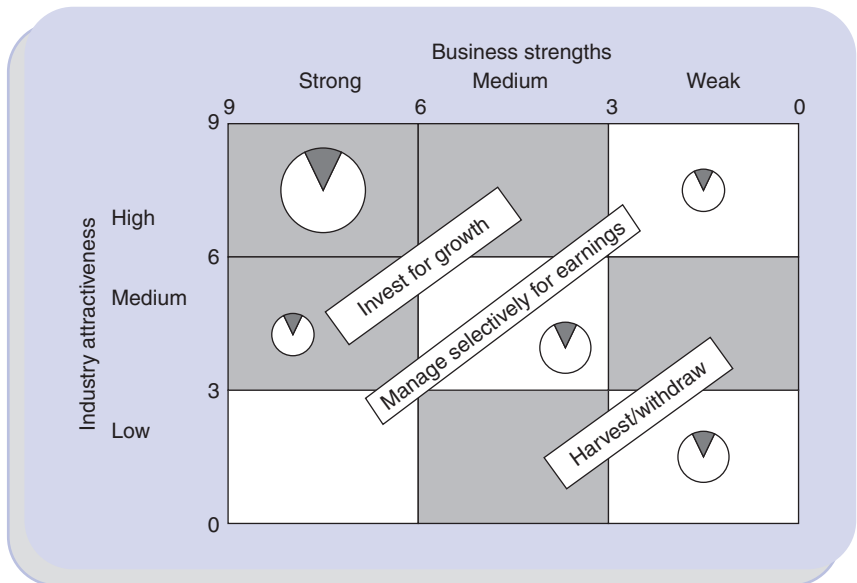 Business strengths
Strong Medium Weak
9 6 3 0
9
High
6
Medium
3
Low
0
Industry attractiveness
Invest for growth
Manage selectively for earnings
Harvest/withdraw